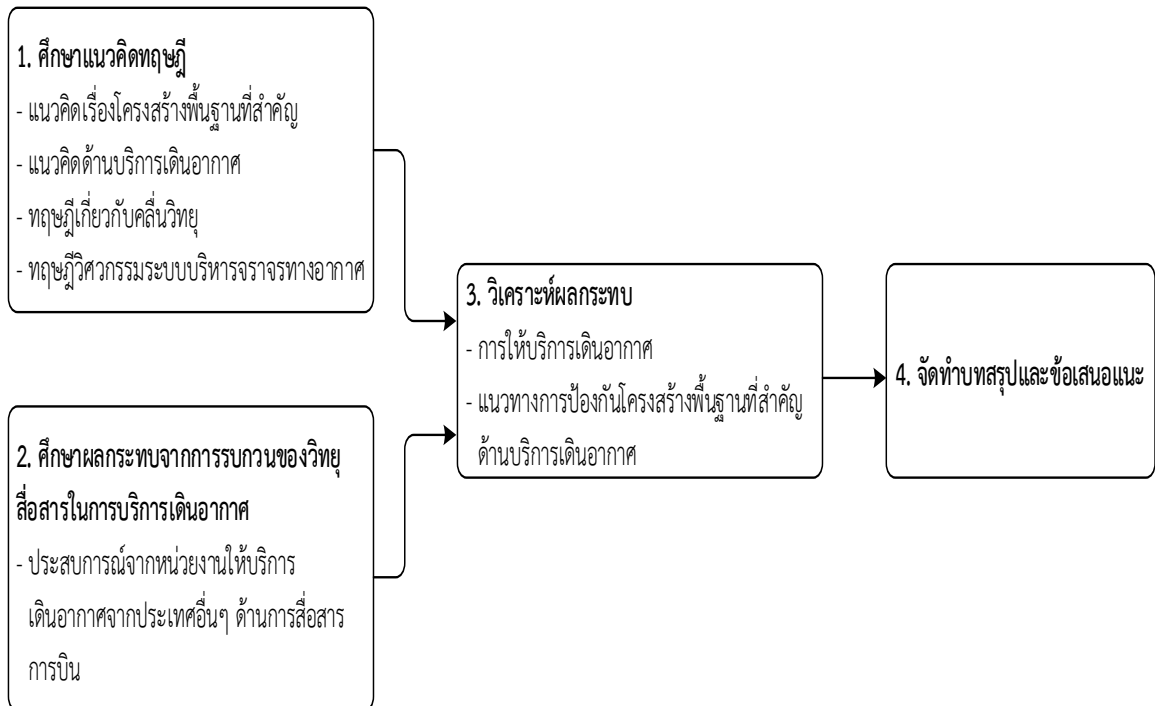 1. ศึกษาแนวคิดทฤษฎี
- แนวคิดเรื่องโครงสร้างพื้นฐานที่สำคัญ
- แนวคิดด้านบริการเดินอากาศ
- ทฤษฎีเกี่ยวกับคลื่นวิทยุ
- ทฤษฎีวิศวกรรมระบบบริหารจราจรทางอากาศ
2. ศึกษาผลกระทบจากการรบกวนของวิทยุ
สื่อสารในการบริการเดินอากาศ
- ประสบการณ์จากหน่วยงานให้บริการ
เดินอากาศจากประเทศอื่นๆ ด้านการสื่อสาร
การบิน
3. วิเคราะห์ผลกระทบ
- การให้บริการเดินอากาศ
- แนวทางการป้องกันโครงสร้างพื้นฐานที่สำคัญ
ด้านบริการเดินอากาศ
4. จัดทำบทสรุปและข้อเสนอแนะ